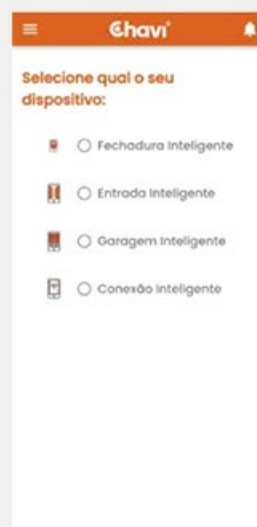 Chavi
Selecione qual o seu
dispositivo:
Fechadura Inteligente
Entrada Inteligente
Garagem Inteligente
Conexão Inteligente